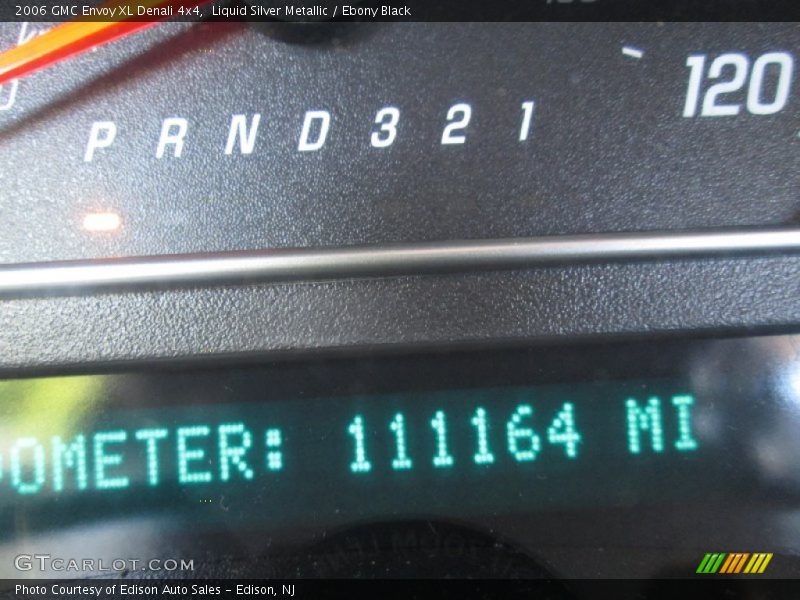 2006 GMC Envoy XL Denali 4x4, Liquid Silver Metallic / Ebony Black
120
P R N D 3 2 1
OMETER: 111164 MI
GTCARLOT.COM
Photo Courtesy of Edison Auto Sales - Edison, NJ